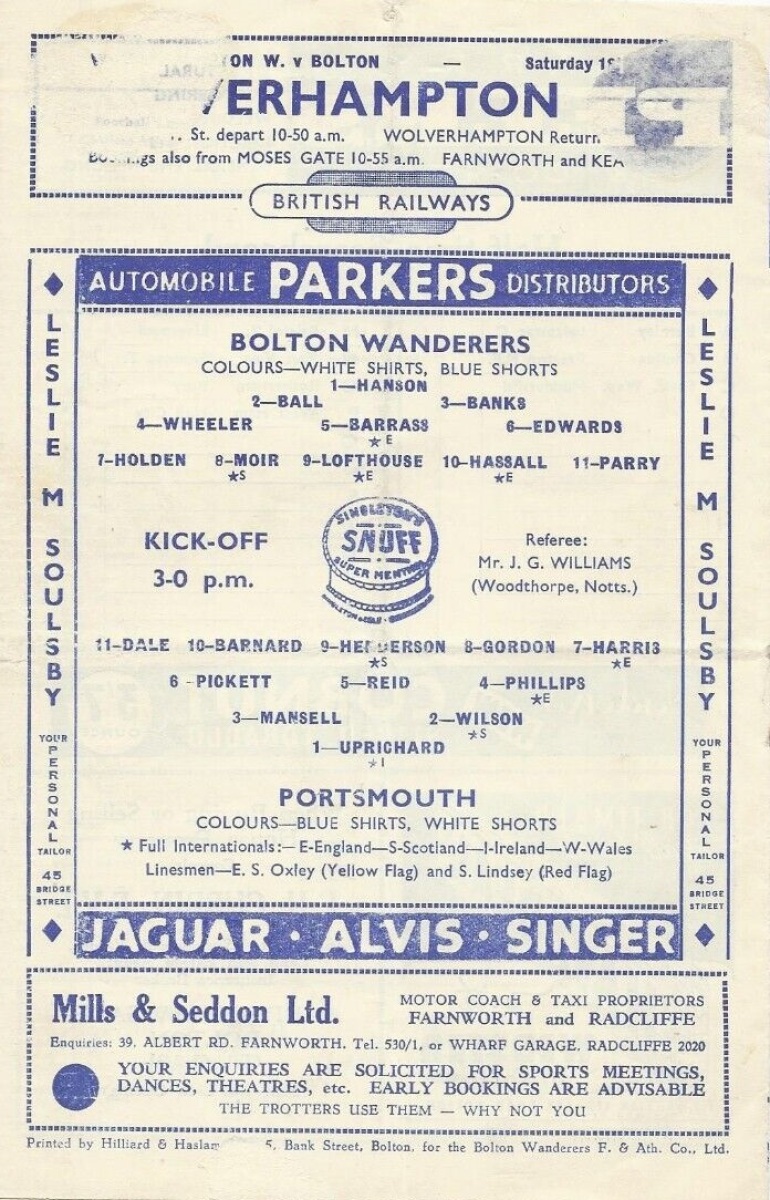 ON W. v BOLTON — Saturday
ERHAMPTON
St. depart 10-50 a.m. WOLVERHAMPTON Return
also from MOSES GATE 10-55 a.m. FARNWORTH and
BRITISH RAILWAYS
AUTOMOBILE PARKERS DISTRIBUTORS
LESLIE M SOULSBY
YOUR PERSONAL TAILOR
45 BRIDGE STREET
BOLTON WANDERERS
COLOURS—WHITE SHIRTS, BLUE SHORTS
1—HANSON
2—BALL 3—BANKS
4—WHEELER 5—BARRASS 6—EDWARDS
★E
7-HOLDEN 8-MOIR 9-LOFTHOUSE 10-HASSALL 11-PARRY
★S ★E ★E
KICK-OFF
3-0 p.m.
SINGLETON'S
SNUFF
SUPER MENTHOL
Referee:
Mr. J. G. WILLIAMS
(Woodthorpe, Notts.)
11-DALE 10-BARNARD 9-HENDERSON 8-GORDON 7-HARRIS
★S ★E
6-PICKETT 5-REID 4-PHILLIPS
★E
3—MANSELL 2—WILSON
★S
1—UPRICHARD
★I
PORTSMOUTH
COLOURS—BLUE SHIRTS, WHITE SHORTS
★ Full Internationals:— E-England—S-Scotland—I-Ireland—W-Wales
Linesmen—E. S. Oxley (Yellow Flag) and S. Lindsey (Red Flag)
LESLIE M SOULSBY
YOUR PERSONAL TAILOR
45 BRIDGE STREET
JAGUAR · ALVIS · SINGER
Mills & Seddon Ltd.
MOTOR COACH & TAXI PROPRIETORS
FARNWORTH and RADCLIFFE
Enquiries: 39, ALBERT RD. FARNWORTH. Tel. 530/1, or WHARF GARAGE, RADCLIFFE 2020
YOUR ENQUIRIES ARE SOLICITED FOR SPORTS MEETINGS,
DANCES, THEATRES, etc. EARLY BOOKINGS ARE ADVISABLE
THE TROTTERS USE THEM — WHY NOT YOU
Printed by Hilliard & Haslam 5, Bank Street, Bolton, for the Bolton Wanderers F. & Ath. Co., Ltd.